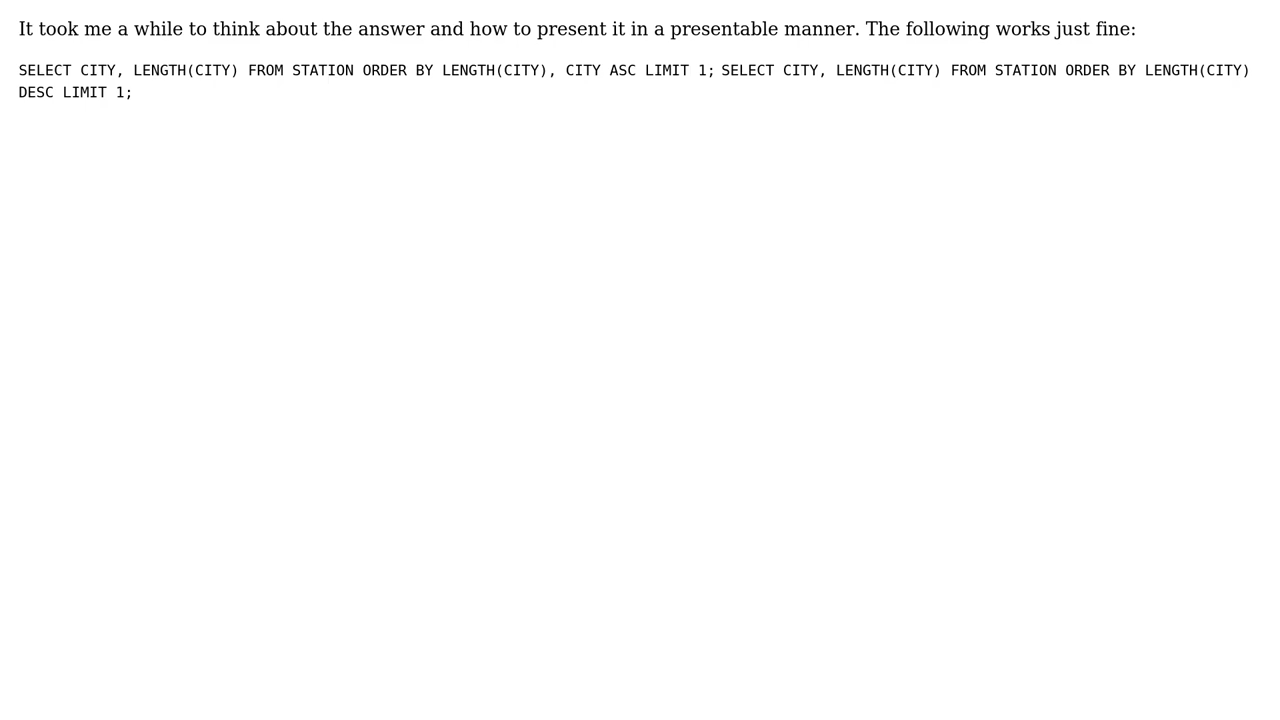 It took me a while to think about the answer and how to present it in a presentable manner. The following works just fine:
SELECT CITY, LENGTH(CITY) FROM STATION ORDER BY LENGTH(CITY), CITY ASC LIMIT 1; SELECT CITY, LENGTH(CITY) FROM STATION ORDER BY LENGTH(CITY)
DESC LIMIT 1;